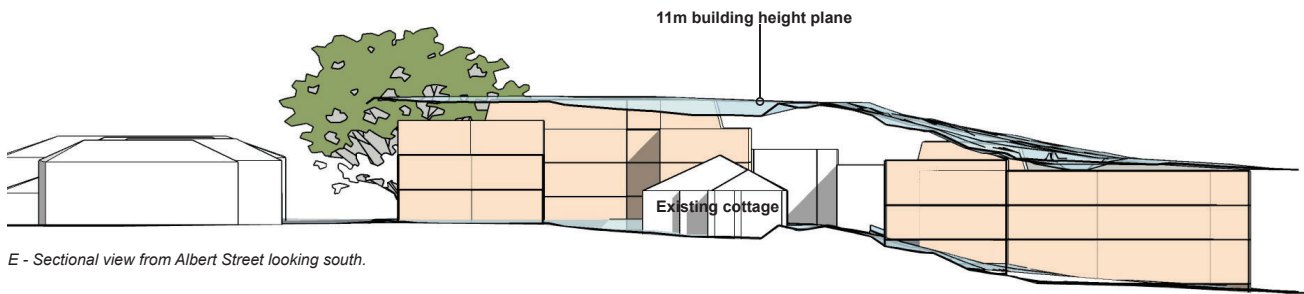 11m building height plane
Existing cottage
E - Sectional view from Albert Street looking south.